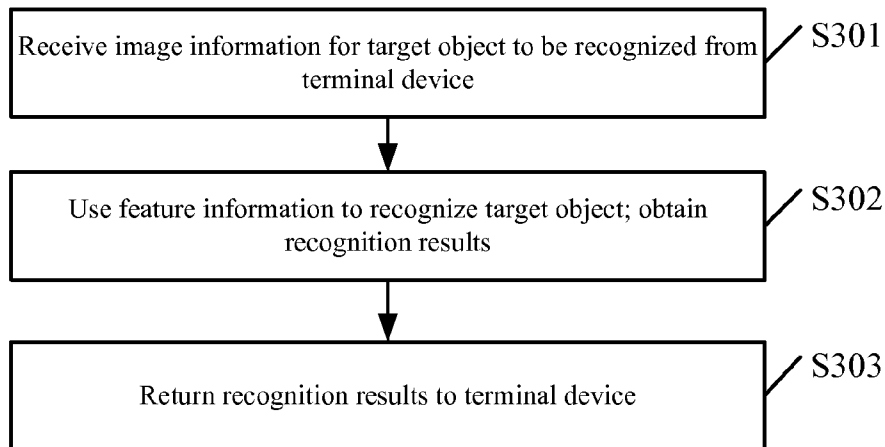 Receive image information for target object to be recognized from
terminal device
S301
Use feature information to recognize target object; obtain
recognition results
S302
Return recognition results to terminal device
S303